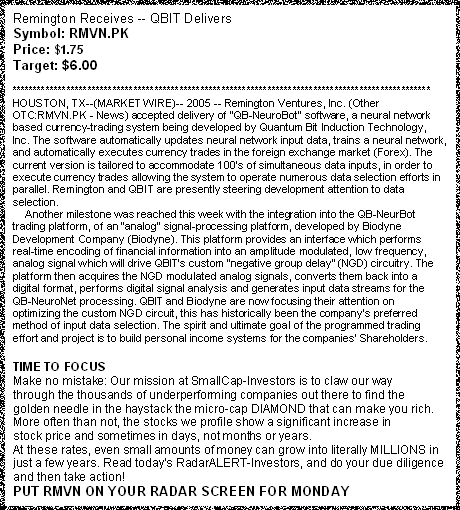 Remington Receives -- QBIT Delivers
Symbol: RMVN.PK
Price: $1.75
Target: $6.00
*******************************************************************************************************
HOUSTON, TX--(MARKET WIRE)-- 2005 -- Remington Ventures, Inc. (Other
OTC:RMVN.PK - News) accepted delivery of "QB-NeuroBot" software, a neural network
based currency-trading system being developed by Quantum Bit Induction Technology,
Inc. The software automatically updates neural network input data, trains a neural network,
and automatically executes currency trades in the foreign exchange market (Forex). The
current version is tailored to accommodate 100's of simultaneous data inputs, in order to
execute currency trades allowing the system to operate numerous data selection efforts in
parallel. Remington and QBIT are presently steering development attention to data
selection.
Another milestone was reached this week with the integration into the QB-NeurBot
trading platform, of an "analog" signal-processing platform, developed by Biodyne
Development Company (Biodyne). This platform provides an interface which performs
real-time encoding of financial information into an amplitude modulated, low frequency,
analog signal which will drive QBIT's custom "negative group delay" (NGD) circuitry. The
platform then acquires the NGD modulated analog signals, converts them back into a
digital format, performs digital signal analysis and generates input data streams for the
QB-NeuroNet processing. QBIT and Biodyne are now focusing their attention on
optimizing the custom NGD circuit, this has historically been the company's preferred
method of input data selection. The spirit and ultimate goal of the programmed trading
effort and project is to build personal income systems for the companies' Shareholders.
TIME TO FOCUS
Make no mistake: Our mission at SmallCap-Investors is to claw our way
through the thousands of underperforming companies out there to find the
golden needle in the haystack the micro-cap DIAMOND that can make you rich.
More often than not, the stocks we profile show a significant increase in
stock price and sometimes in days, not months or years.
At these rates, even small amounts of money can grow into literally MILLIONS in
just a few years. Read today's RadarALERT-Investors, and do your due diligence
and then take action!
PUT RMVN ON YOUR RADAR SCREEN FOR MONDAY